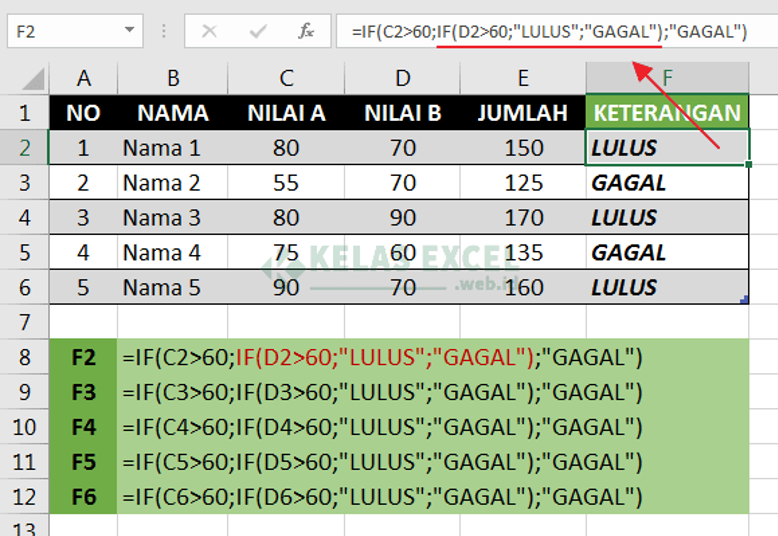 F2 fx =IF(C2>60;IF(D2>60;"LULUS";"GAGAL");"GAGAL")
A B C D E F
1 NO NAMA NILAI A NILAI B JUMLAH KETERANGAN
2 1 Nama 1 80 70 150 LULUS
3 2 Nama 2 55 70 125 GAGAL
4 3 Nama 3 80 90 170 LULUS
5 4 Nama 4 75 60 135 GAGAL
KELAS EXCEL
.web.id
6 5 Nama 5 90 70 160 LULUS
7
8 F2 =IF(C2>60;IF(D2>60;"LULUS";"GAGAL");"GAGAL")
9 F3 =IF(C3>60;IF(D3>60;"LULUS";"GAGAL");"GAGAL")
10 F4 =IF(C4>60;IF(D4>60;"LULUS";"GAGAL");"GAGAL")
11 F5 =IF(C5>60;IF(D5>60;"LULUS";"GAGAL");"GAGAL")
12 F6 =IF(C6>60;IF(D6>60;"LULUS";"GAGAL");"GAGAL")
13